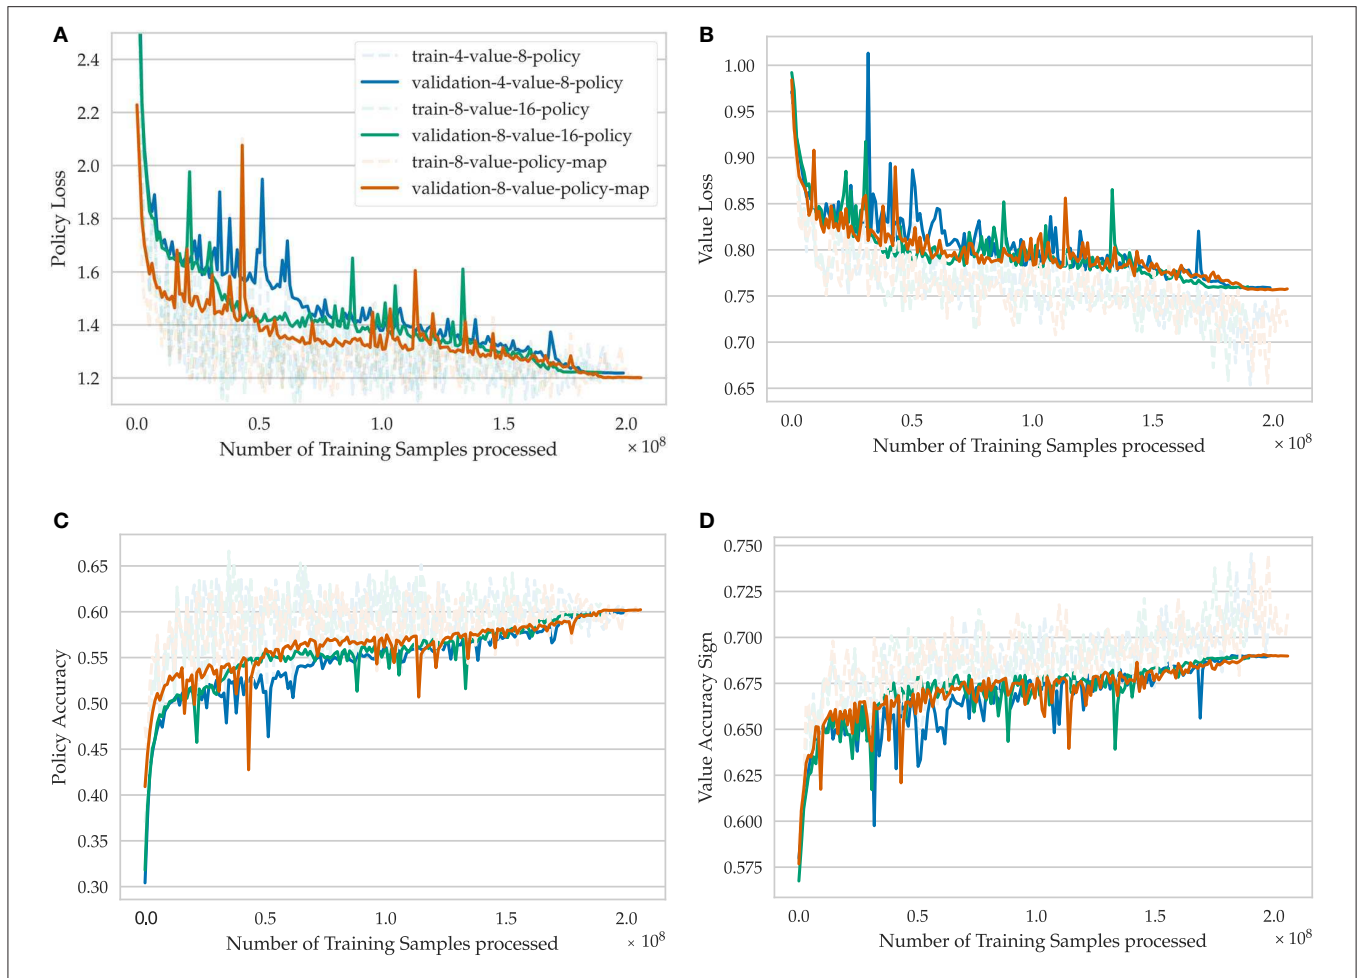 A
Policy Loss
2.4
2.2
2.0
1.8
1.6
1.4
1.2
train-4-value-8-policy
validation-4-value-8-policy
train-8-value-16-policy
validation-8-value-16-policy
train-8-value-policy-map
validation-8-value-policy-map
0.0 0.5 1.0 1.5 2.0
Number of Training Samples processed
× 10⁸
B
Value Loss
1.00
0.95
0.90
0.85
0.80
0.75
0.70
0.65
0.0 0.5 1.0 1.5 2.0
Number of Training Samples processed
× 10⁸
C
Policy Accuracy
0.65
0.60
0.55
0.50
0.45
0.40
0.35
0.30
0.0 0.5 1.0 1.5 2.0
Number of Training Samples processed
× 10⁸
D
Value Accuracy Sign
0.750
0.725
0.700
0.675
0.650
0.625
0.600
0.575
0.0 0.5 1.0 1.5 2.0
Number of Training Samples processed
× 10⁸